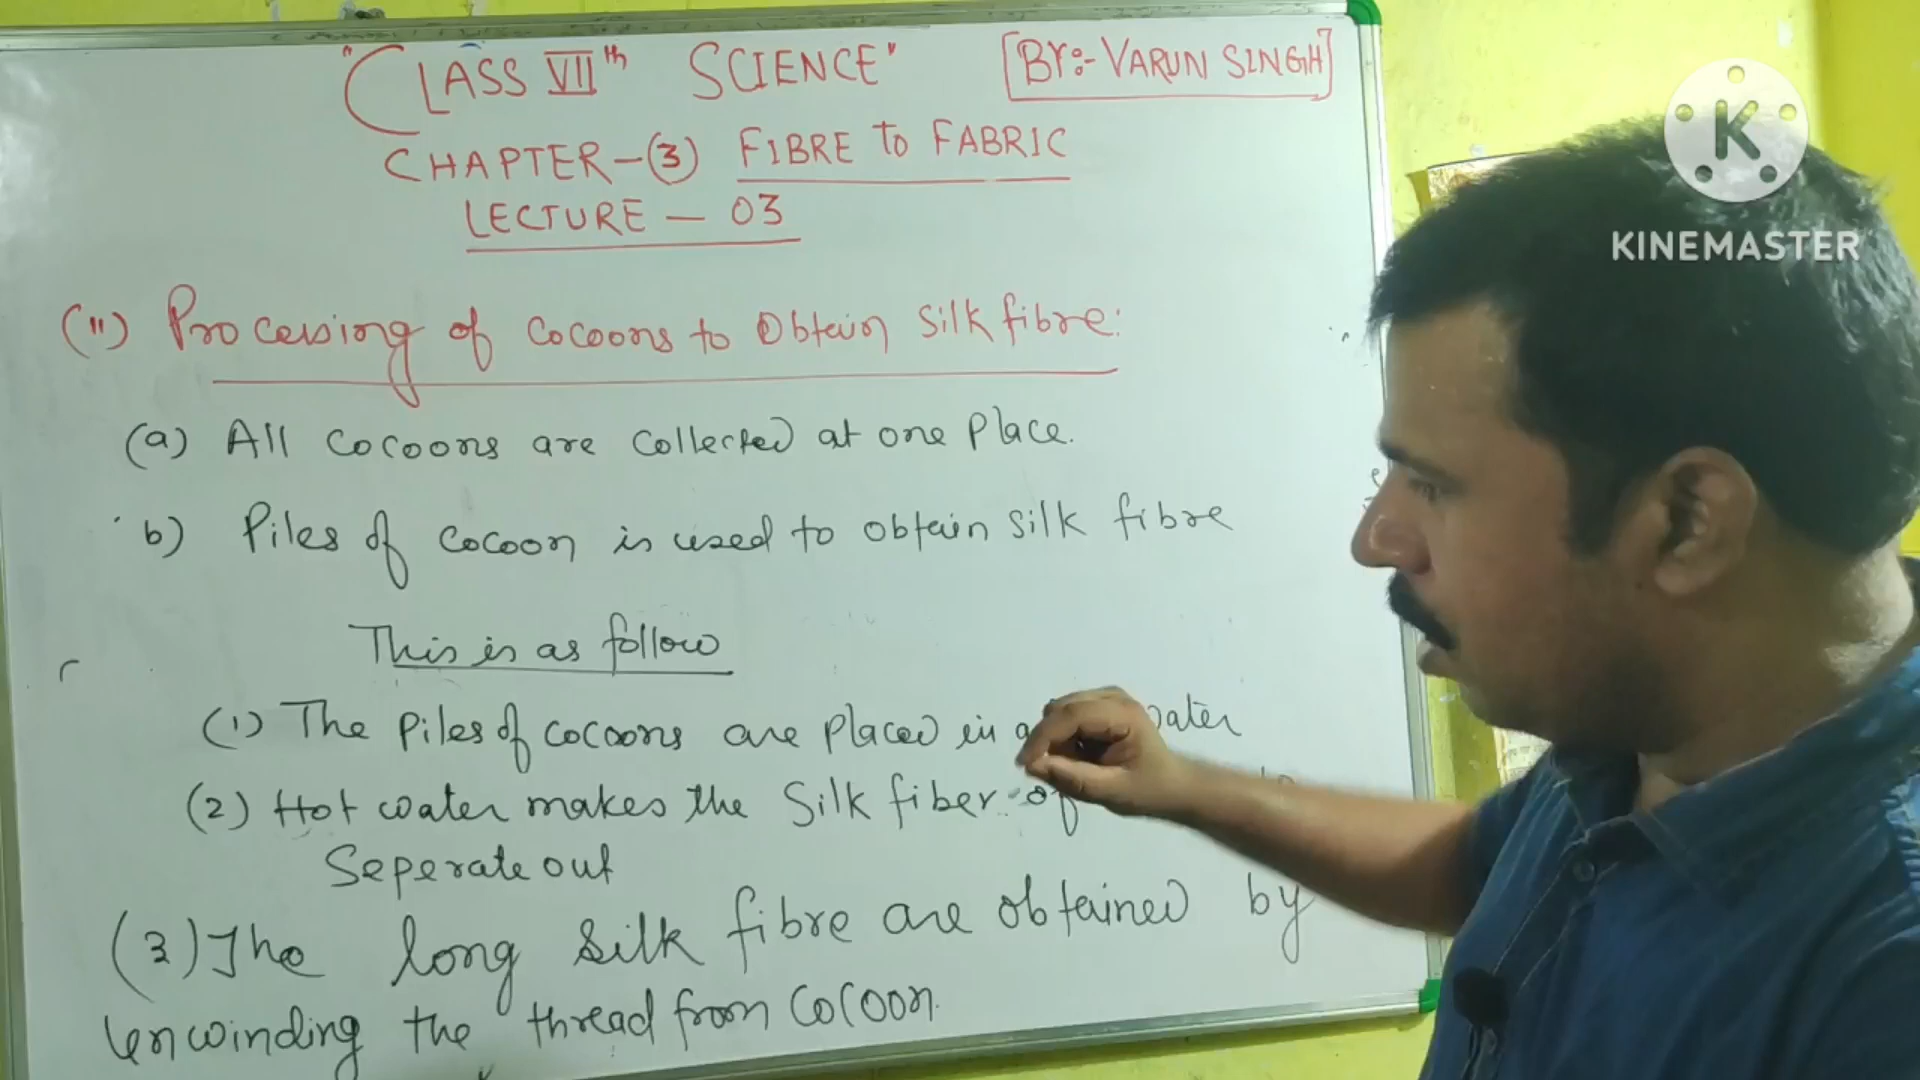 "CLASS VIIth SCIENCE" [BY:- VARUN SINGH]
CHAPTER-(3) FIBRE to FABRIC
LECTURE - 03
(11) Processing of cocoons to Obtain Silk fibre:
(a) All cocoons are collected at one place.
b) Piles of cocoon is used to obtain silk fibre
This is as follow
(1) The piles of cocoons are placed in a water
(2) Hot water makes the Silk fiber of
Seperate out
(3) The long silk fibre are obtained by
unwinding the thread from cocoon.
K
KINEMASTER